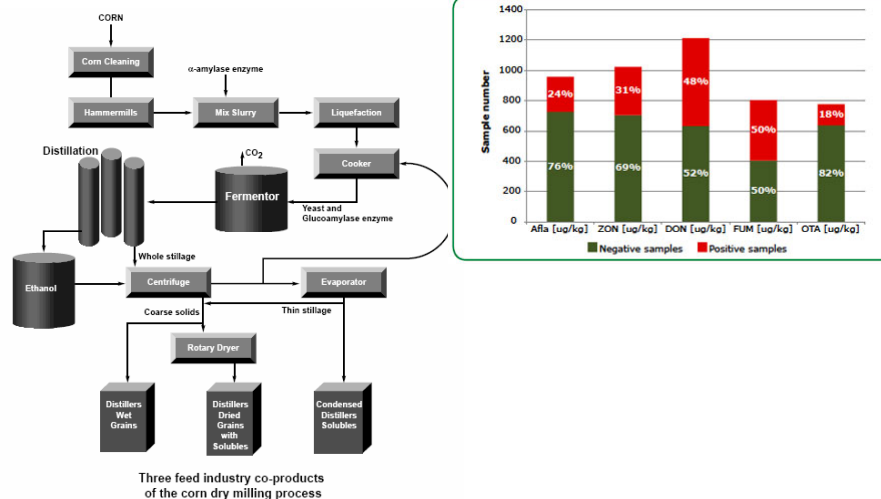 CORN
Corn Cleaning
α-amylase enzyme
Hammermills
Mix Slurry
Liquefaction
Distillation
CO2
Cooker
Fermentor
Yeast and
Glucoamylase enzyme
Whole stillage
Ethanol
Centrifuge
Evaporator
Coarse solids
Thin stillage
Rotary Dryer
Distillers
Wet
Grains
Distillers
Dried
Grains
with
Solubles
Condensed
Distillers
Solubles
Three feed industry co-products
of the corn dry milling process
Sample number
1400
1200
1000
800
600
400
200
0
24%
31%
48%
50%
18%
76%
69%
52%
50%
82%
Afla [ug/kg]
ZON [ug/kg]
DON [ug/kg]
FUM [ug/kg]
OTA [ug/kg]
Negative samples
Positive samples